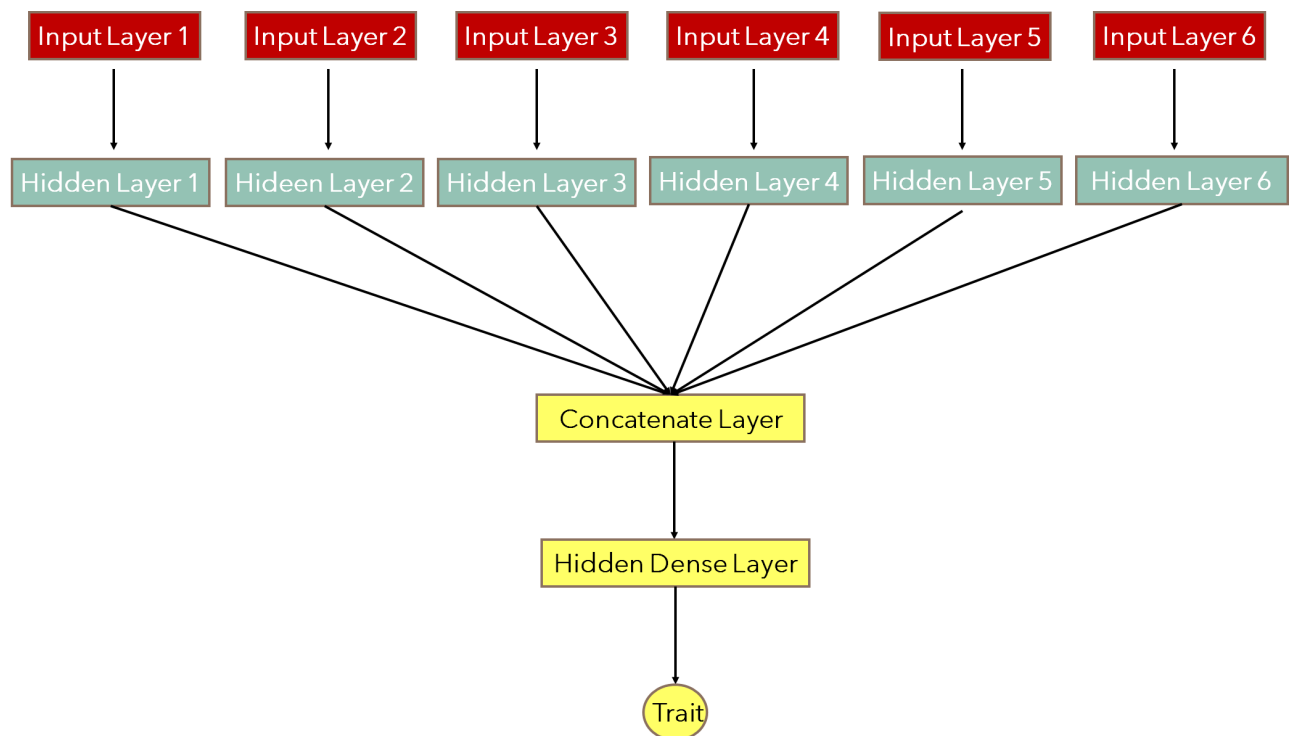 Input Layer 1
Input Layer 2
Input Layer 3
Input Layer 4
Input Layer 5
Input Layer 6
Hidden Layer 1
Hideen Layer 2
Hidden Layer 3
Hidden Layer 4
Hidden Layer 5
Hidden Layer 6
Concatenate Layer
Hidden Dense Layer
Trait